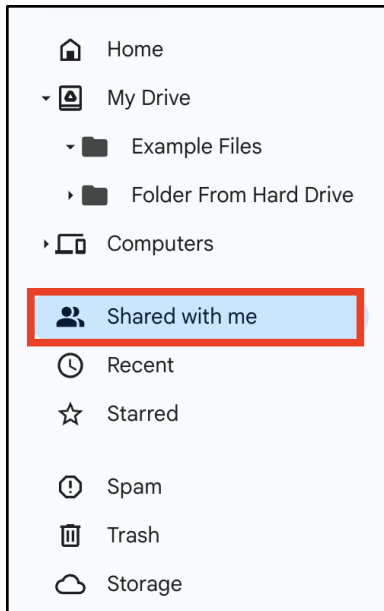 Home
My Drive
Example Files
Folder From Hard Drive
Computers
Shared with me
Recent
Starred
Spam
Trash
Storage